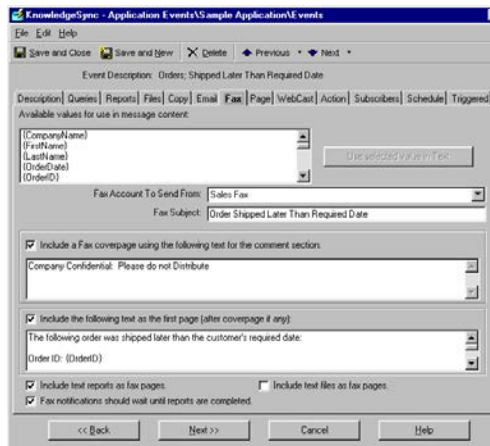 KnowledgeSync - Application Events\Sample Application\Events
File Edit Help
Save and Close Save and New Delete Previous Next
Event Description: Orders; Shipped Later Than Required Date
Description Queries Reports Files Copy Email Fax Page WebCast Action Subscribers Schedule Triggered
Available values for use in message content:
{CompanyName}
{FirstName}
{LastName}
{OrderDate}
{OrderID}
Use selected value in Text
Fax Account To Send From: Sales Fax
Fax Subject: Order Shipped Later Than Required Date
Include a Fax coverpage using the following text for the comment section.
Company Confidential: Please do not Distribute
Include the following text as the first page (after coverpage if any):
The following order was shipped later than the customer's required date:
Order ID: {OrderID}
Include text reports as fax pages. Include text files as fax pages.
Fax notifications should wait until reports are completed.
<< Back Next >> Cancel Help